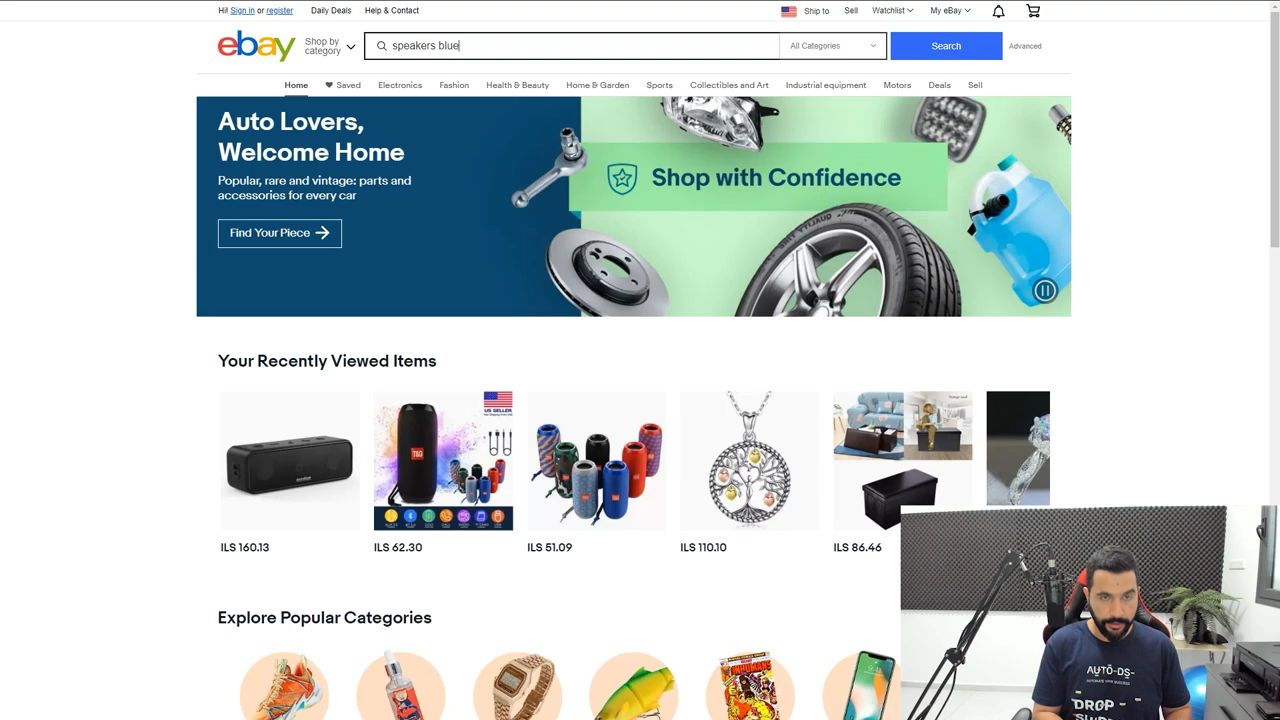 Hi! Sign in or register
Daily Deals
Help & Contact
Ship to
Sell
Watchlist
My eBay
ebay
Shop by
category
speakers blue
All Categories
Search
Advanced
Home
Saved
Electronics
Fashion
Health & Beauty
Home & Garden
Sports
Collectibles and Art
Industrial equipment
Motors
Deals
Sell
Auto Lovers,
Welcome Home
Popular, rare and vintage: parts and
accessories for every car
Find Your Piece
Shop with Confidence
Your Recently Viewed Items
US SELLER
T&G
ILS 160.13
ILS 62.30
ILS 51.09
ILS 110.10
ILS 86.46
Explore Popular Categories
INHUMANS
AUTO-DS-
AUTOMATE YOUR SUCCESS
DROP